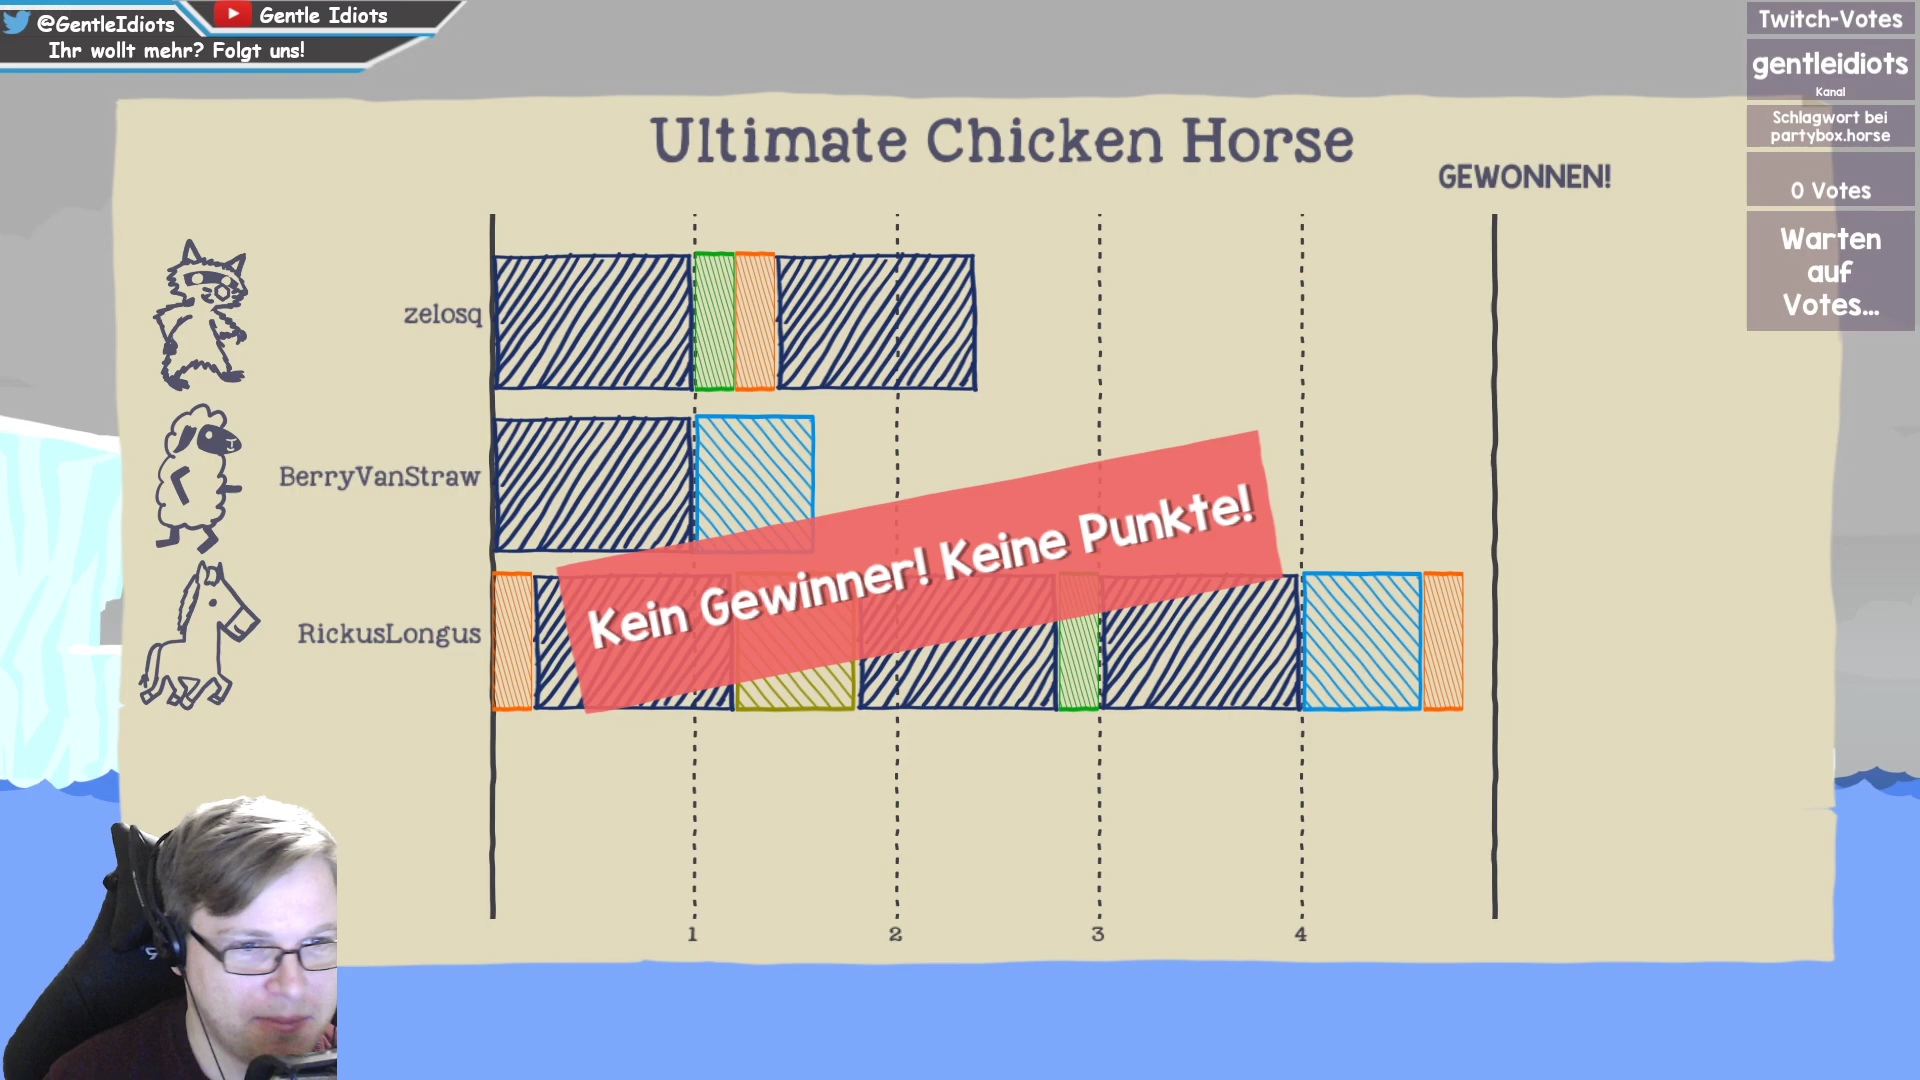 @GentleIdiots
Gentle Idiots
Ihr wollt mehr? Folgt uns!
Twitch-Votes
gentleidiots
Kanal
Schlagwort bei
partybox.horse
0 Votes
Warten
auf
Votes...
Ultimate Chicken Horse
GEWONNEN!
zelosq
BerryVanStraw
RickusLongus
Kein Gewinner! Keine Punkte!
1
2
3
4